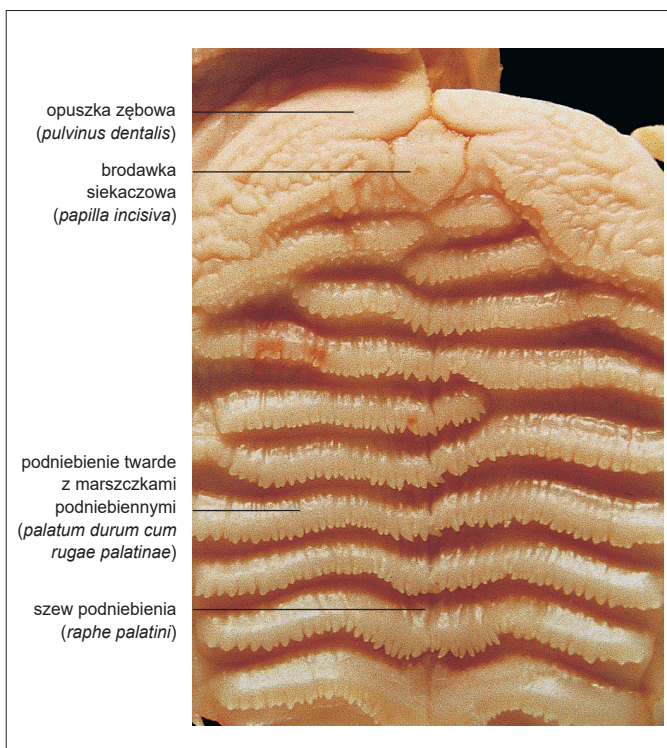 opuszka zębowa
(pulvinus dentalis)
brodawka
siekaczowa
(papilla incisiva)
podniebienie twarde
z marszczkami
podniebiennymi
(palatum durum cum
rugae palatinae)
szew podniebienia
(raphe palatini)